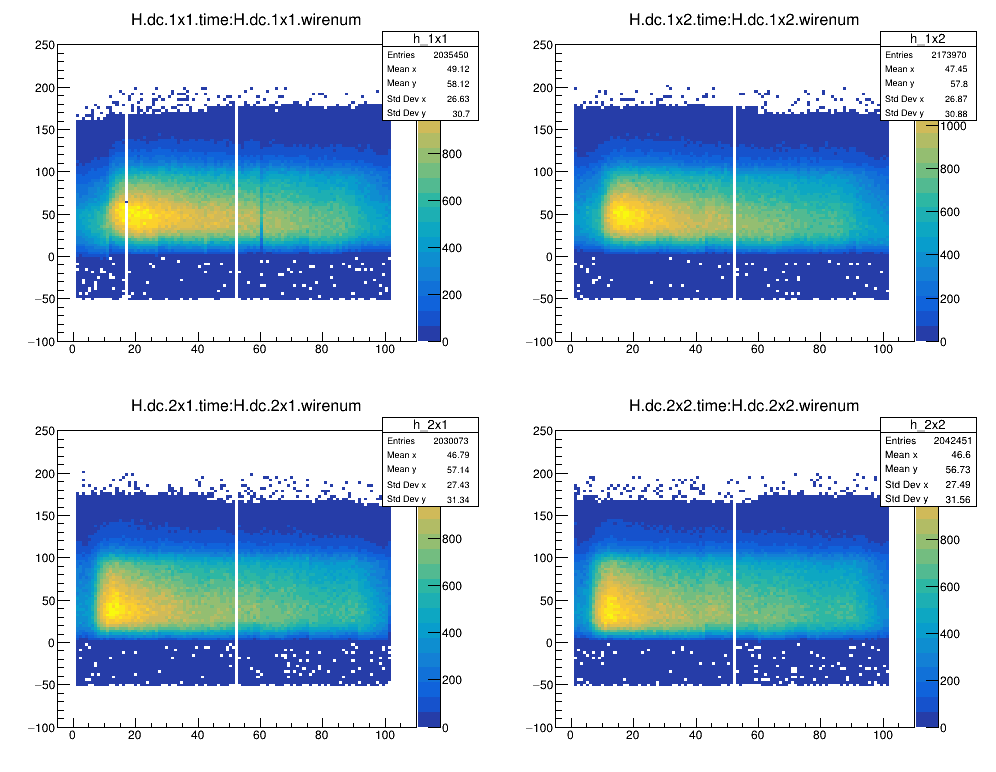 H.dc.1x1.time:H.dc.1x1.wirenum
h_1x1
Entries 2035450
Mean x 49.12
Mean y 58.12
Std Dev x 26.63
Std Dev y 30.7
250
200
150
100
50
0
−50
−100
0 20 40 60 80 100
800
600
400
200
0
H.dc.1x2.time:H.dc.1x2.wirenum
h_1x2
Entries 2173970
Mean x 47.45
Mean y 57.8
Std Dev x 26.87
Std Dev y 30.88
250
200
150
100
50
0
−50
−100
0 20 40 60 80 100
1000
800
600
400
200
0
H.dc.2x1.time:H.dc.2x1.wirenum
h_2x1
Entries 2030073
Mean x 46.79
Mean y 57.14
Std Dev x 27.43
Std Dev y 31.34
250
200
150
100
50
0
−50
−100
0 20 40 60 80 100
800
600
400
200
0
H.dc.2x2.time:H.dc.2x2.wirenum
h_2x2
Entries 2042451
Mean x 46.6
Mean y 56.73
Std Dev x 27.49
Std Dev y 31.56
250
200
150
100
50
0
−50
−100
0 20 40 60 80 100
800
600
400
200
0